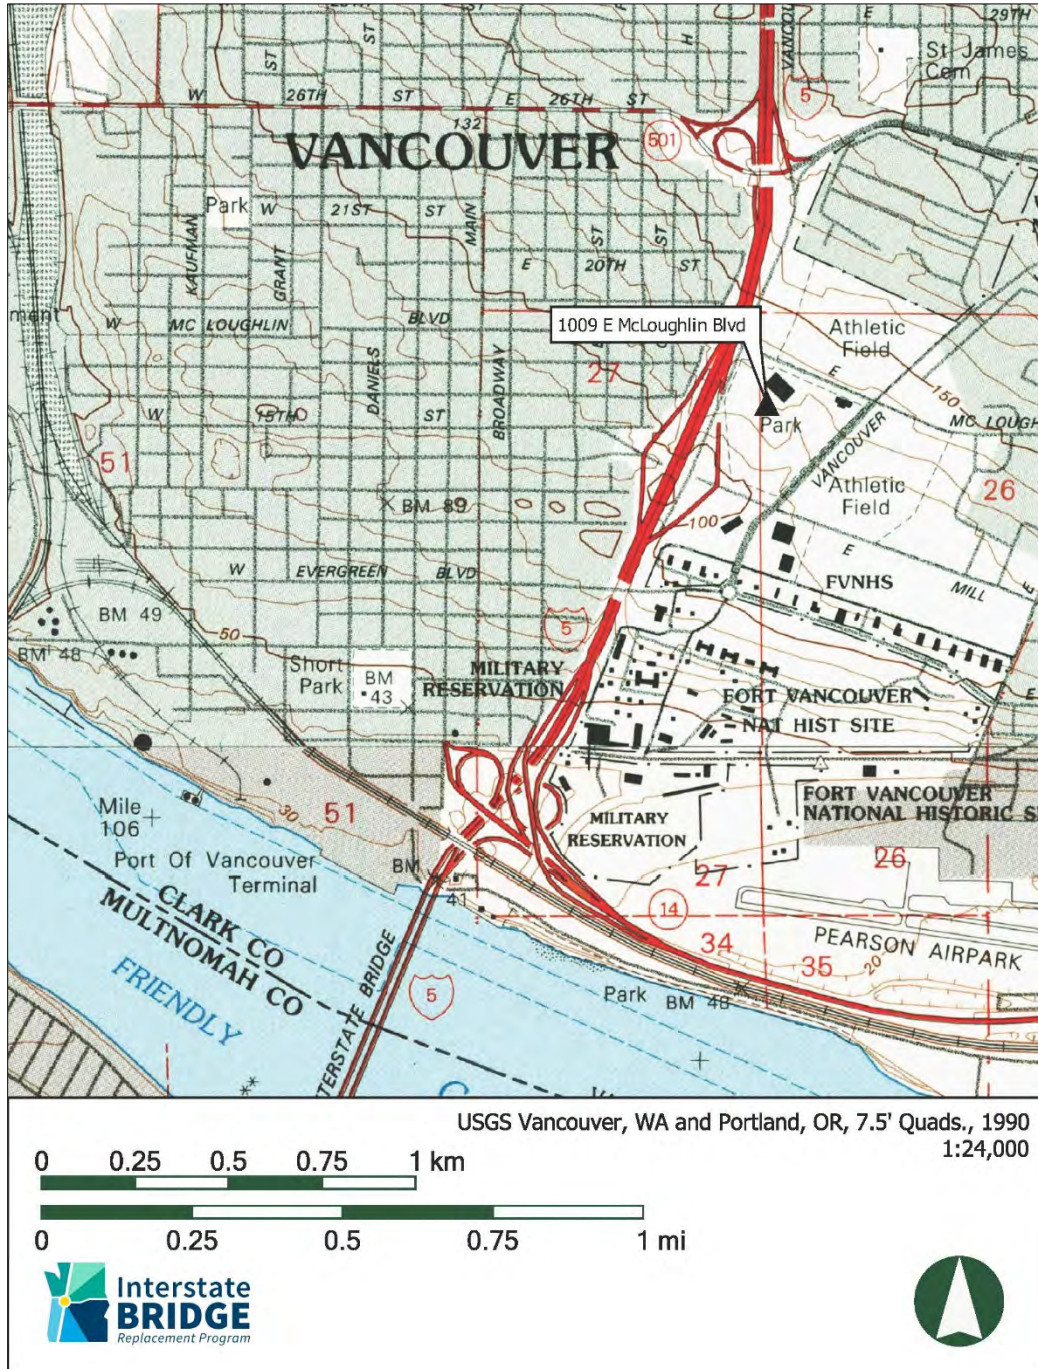 29TH
E
ST
ST
H
VANCOU
St James
Cem
5
W 26TH ST E 26TH ST
132
501
VANCOUVER
Park
W 21ST ST
KAUFMAN
GRANT
MAIN
ST
ST
E 20TH ST
ment
W MC LOUGHLIN BLVD
1009 E McLoughlin Blvd
Athletic
Field
E
27
DANIELS
BROADWAY
150
W 15TH ST
Park
VANCOUVER
MC LOUGH
51
Athletic
Field
26
BM 89
100
E
MILL
W EVERGREEN BLVD
FVNHS
E
BM 49
5
50
BM 48
Short
Park
BM
43
MILITARY
RESERVATION
FORT VANCOUVER
NAT HIST SITE
E
FORT VANCOUVER
NATIONAL HISTORIC S
Mile
106
30
51
MILITARY
RESERVATION
Port Of Vancouver
Terminal
BM
41
27
26
14
34
35
PEARSON AIRPARK
20
CLARK CO
MULTNOMAH CO
FRIENDLY
INTERSTATE BRIDGE
5
Park
BM 48
C
USGS Vancouver, WA and Portland, OR, 7.5' Quads., 1990
1:24,000
0 0.25 0.5 0.75 1 km
0 0.25 0.5 0.75 1 mi
Interstate
BRIDGE
Replacement Program